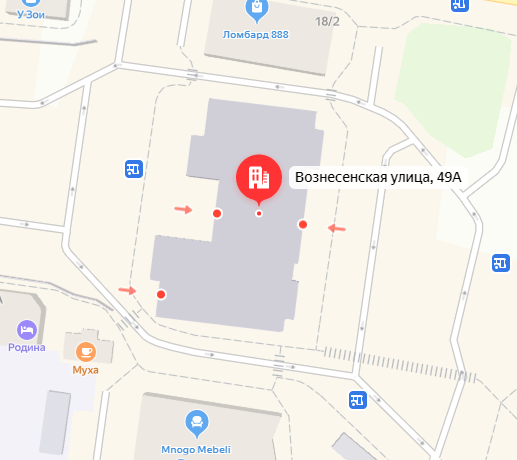 У Зои
Ломбард 888
18/2
Вознесенская улица, 49А
Родина
Муха
Mnogo Mebeli